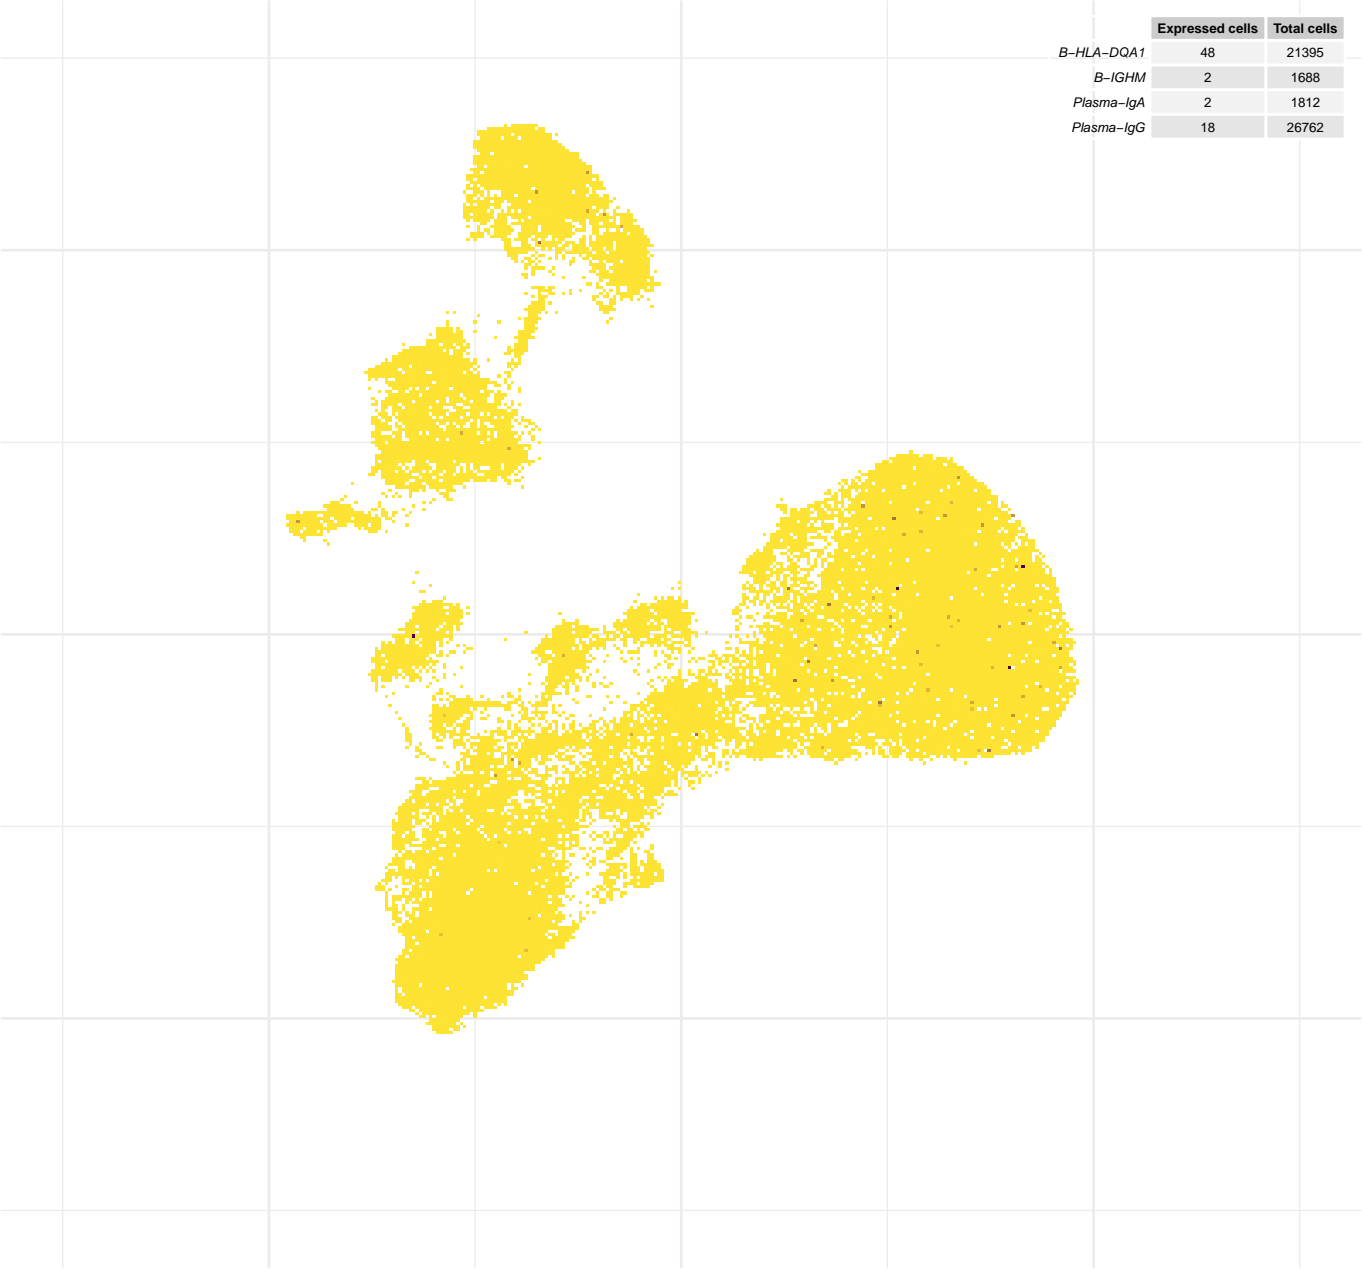 Expressed cells Total cells
B−HLA−DQA1 48 21395
B−IGHM 2 1688
Plasma−IgA 2 1812
Plasma−IgG 18 26762